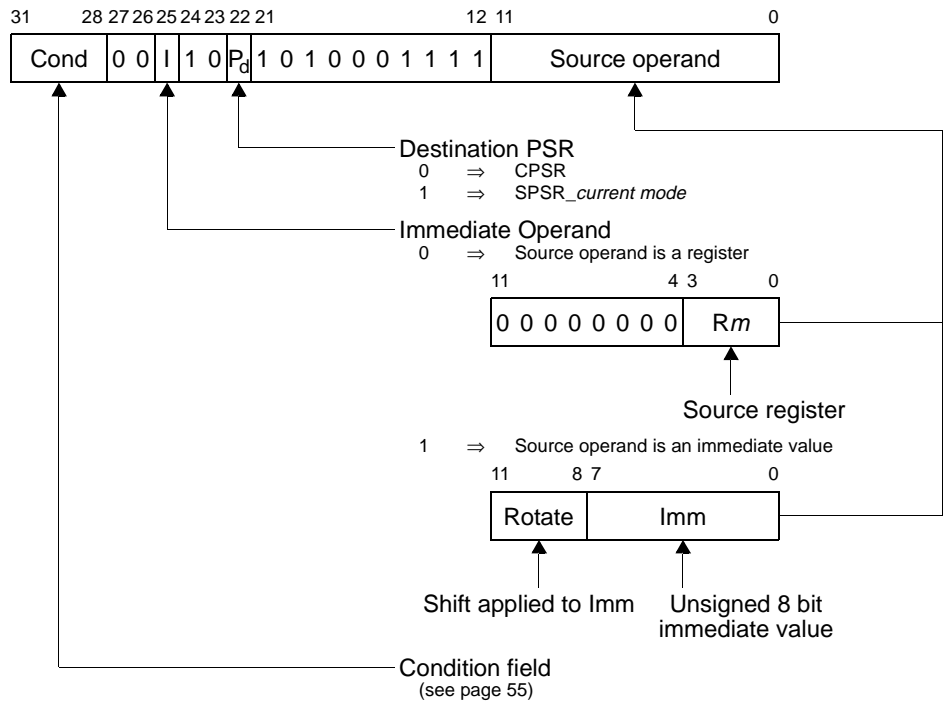 31 28 27 26 25 24 23 22 21 12 11 0
Cond 0 0 I 1 0 Pd 1 0 1 0 0 0 1 1 1 1 Source operand
Destination PSR
0 ⇒ CPSR
1 ⇒ SPSR_current mode
Immediate Operand
0 ⇒ Source operand is a register
11 4 3 0
0 0 0 0 0 0 0 0 Rm
Source register
1 ⇒ Source operand is an immediate value
11 8 7 0
Rotate Imm
Shift applied to Imm Unsigned 8 bit
immediate value
Condition field
(see page 55)